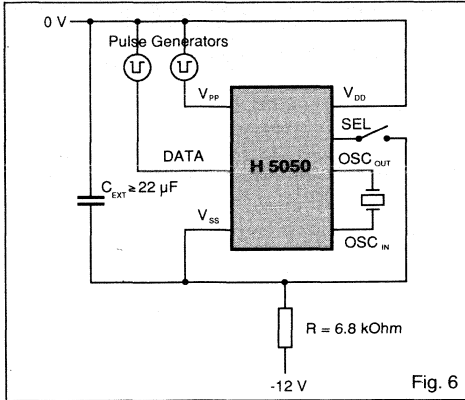 0 V
Pulse Generators
V_PP
V_DD
SEL
DATA
H 5050
OSC_OUT
C_EXT ≥ 22 µF
V_SS
OSC_IN
R = 6.8 kOhm
-12 V
Fig. 6